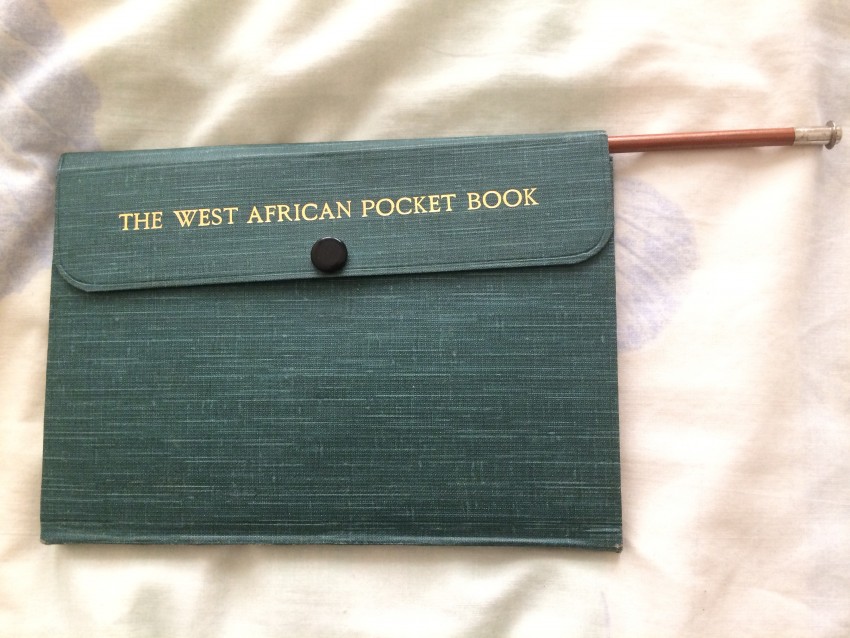 THE WEST AFRICAN POCKET BOOK